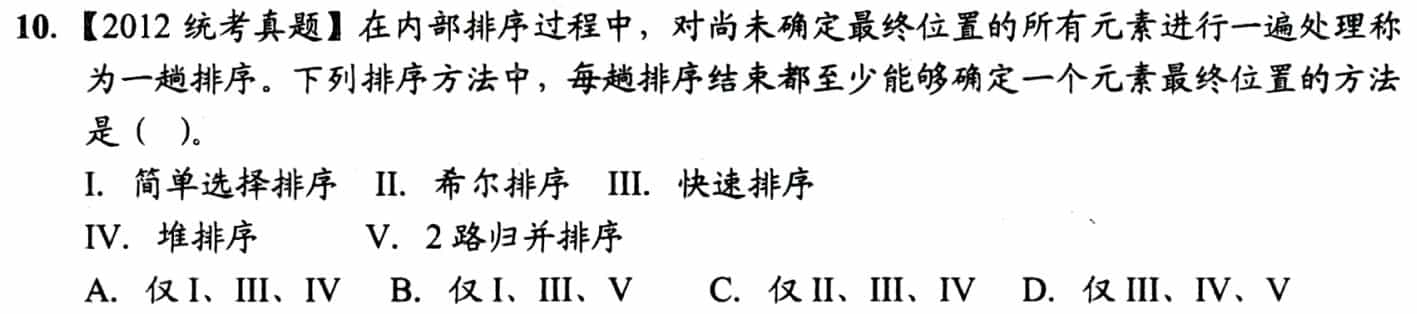 10. 【2012 统考真题】在内部排序过程中，对尚未确定最终位置的所有元素进行一遍处理称
为一趟排序。下列排序方法中，每趟排序结束都至少能够确定一个元素最终位置的方法
是（ ）。
I. 简单选择排序 II. 希尔排序 III. 快速排序
IV. 堆排序 V. 2 路归并排序
A. 仅 I、III、IV B. 仅 I、III、V C. 仅 II、III、IV D. 仅 III、IV、V